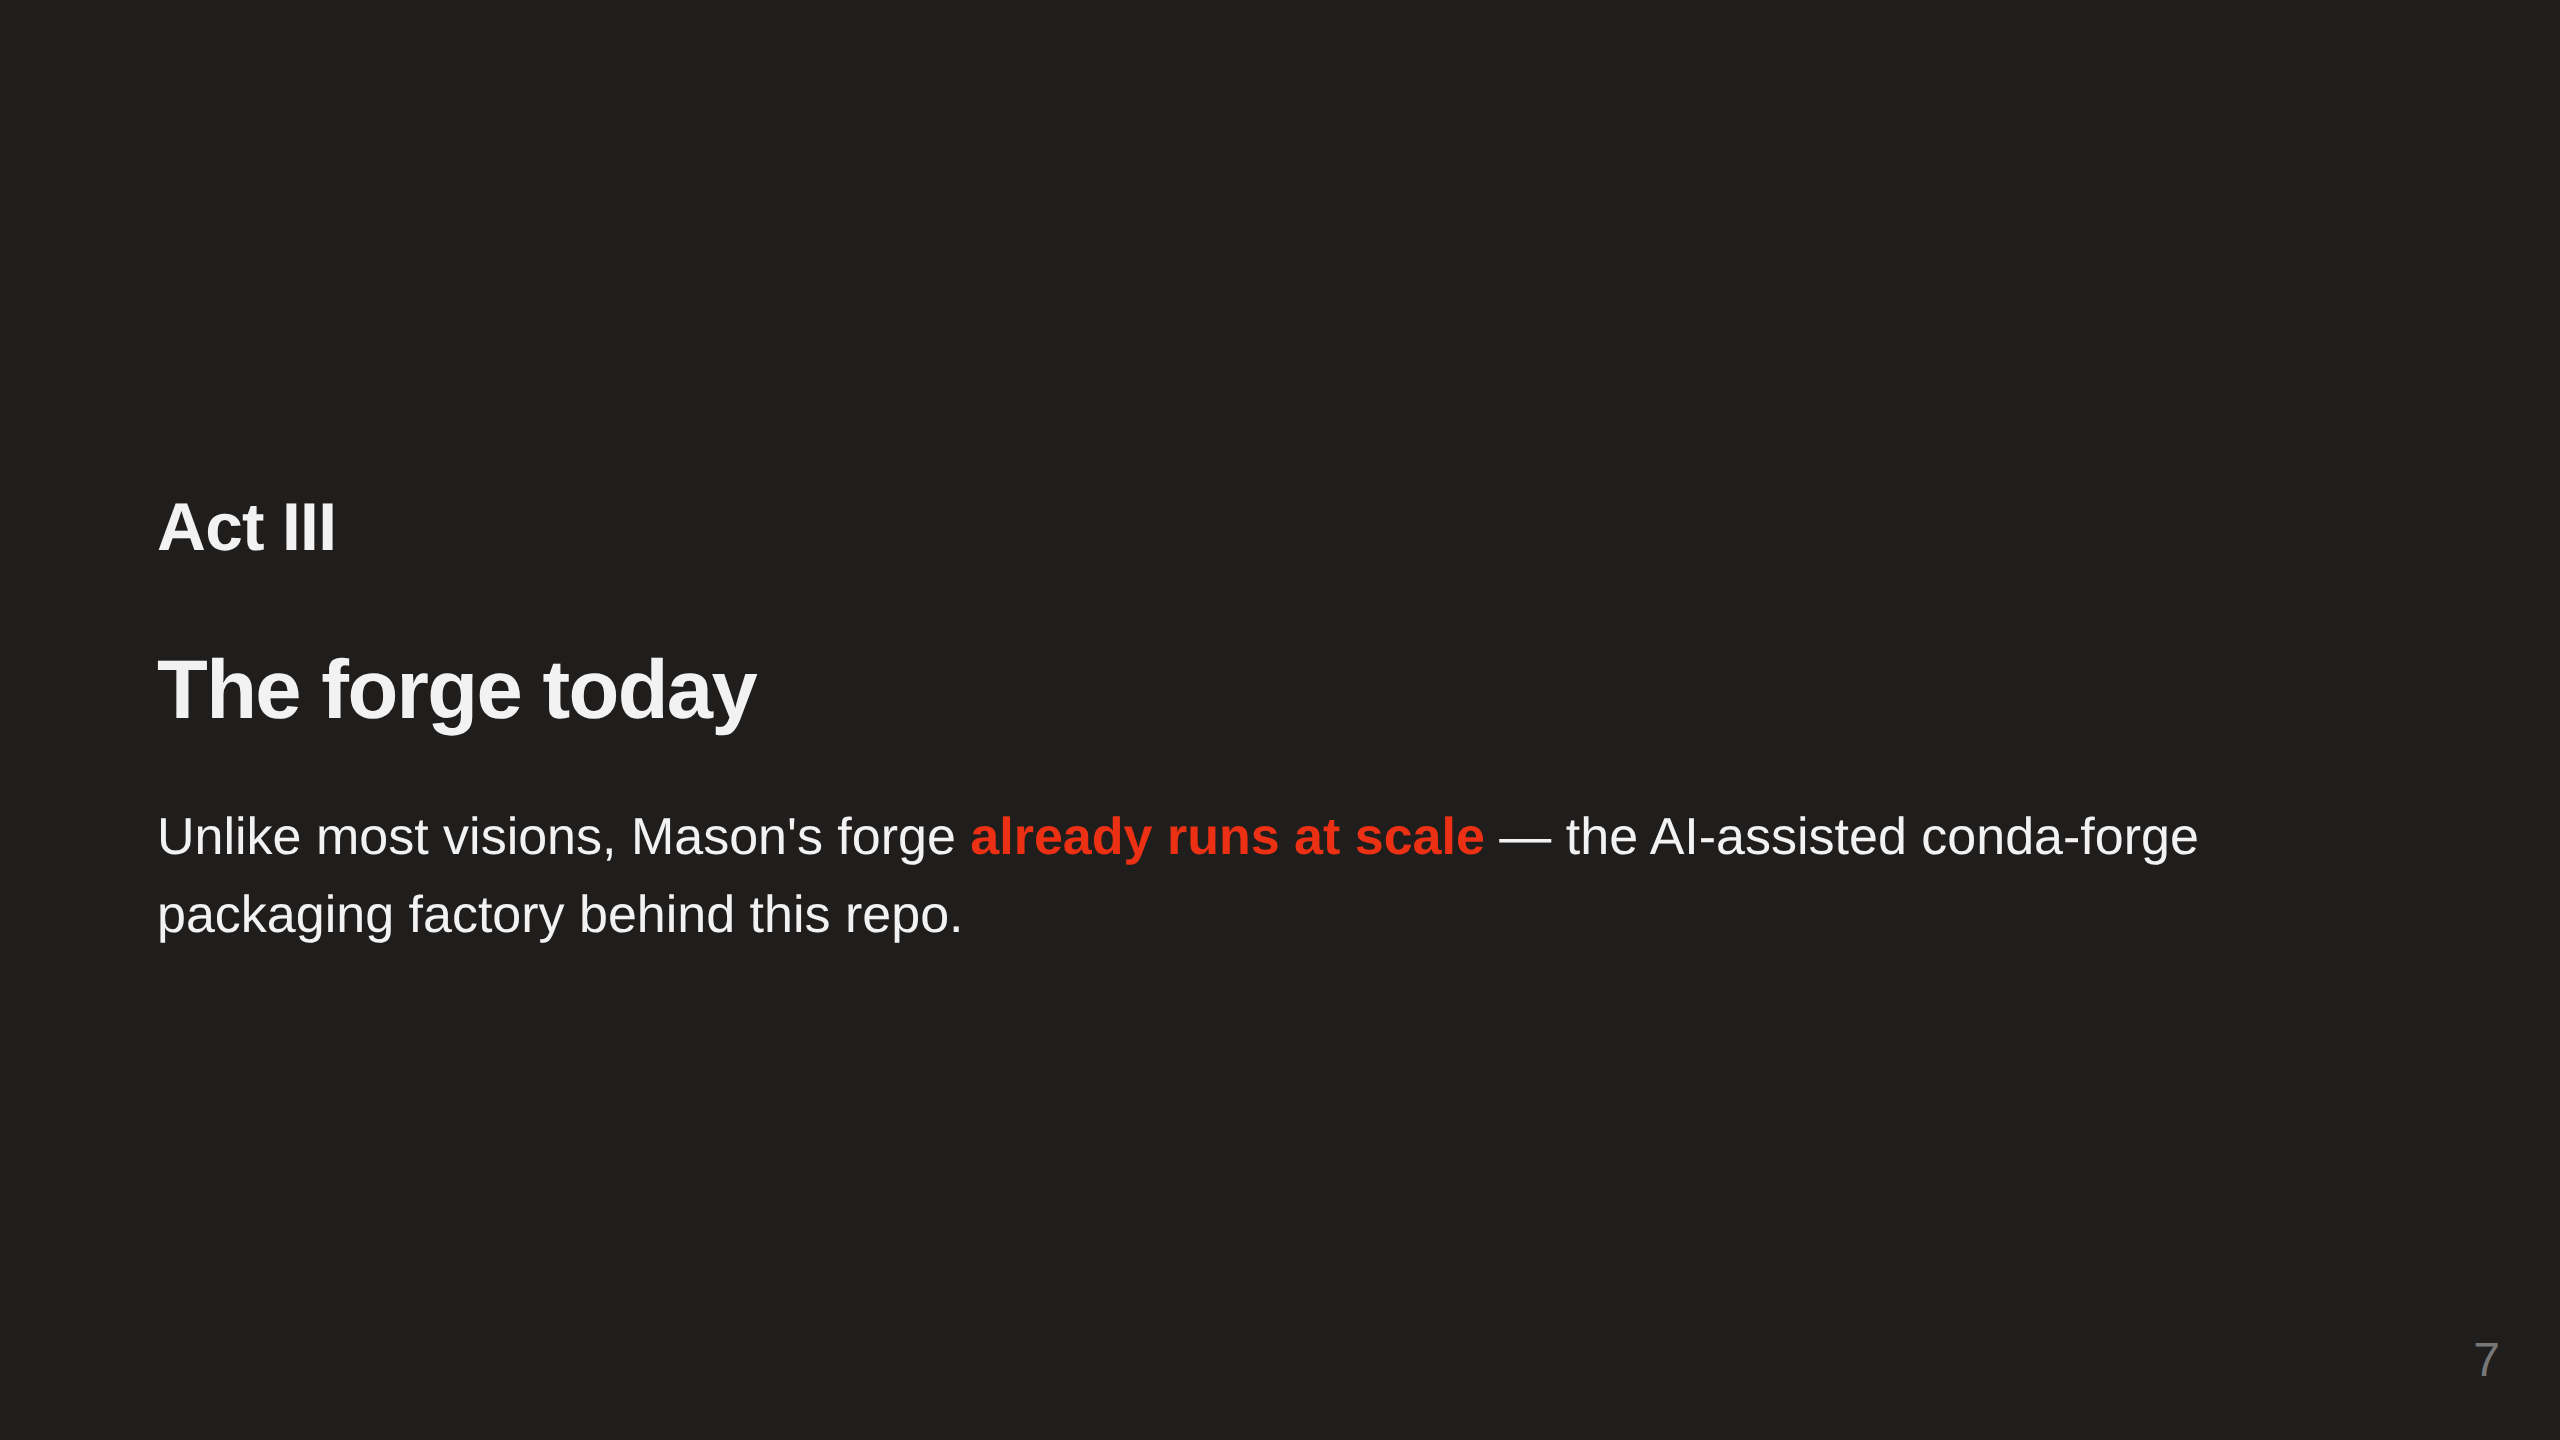 Act III
The forge today
Unlike most visions, Mason's forge already runs at scale — the AI-assisted conda-forge
packaging factory behind this repo.
7